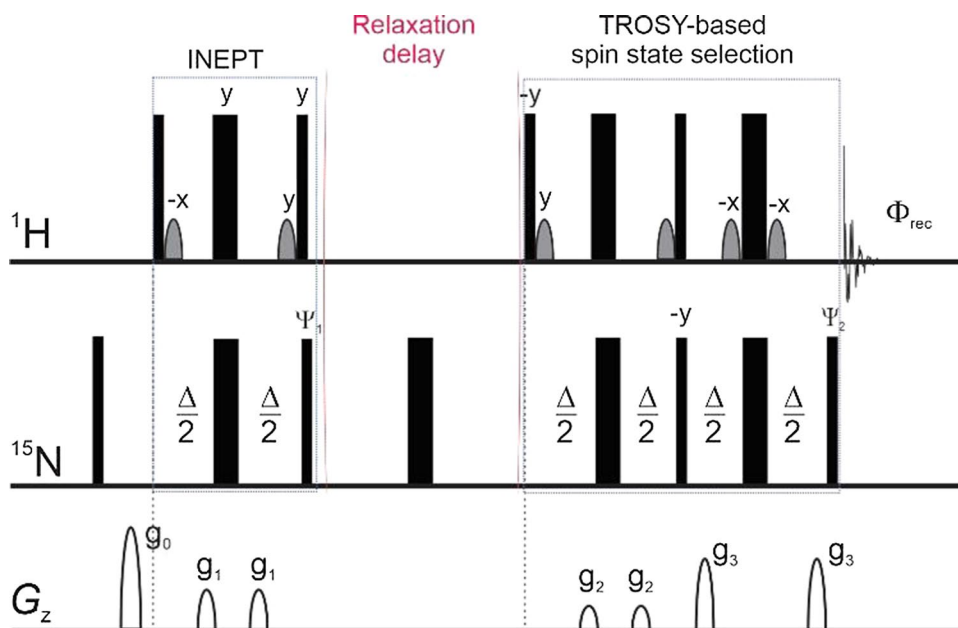 Relaxation
delay
TROSY-based
spin state selection
INEPT
y
y
-y
-x
y
y
-x
-x
¹H
Φrec
Ψ₁
-y
Ψ₂
Δ/2
Δ/2
Δ/2
Δ/2
Δ/2
Δ/2
¹⁵N
g₀
g₁
g₁
g₂
g₂
g₃
g₃
Gz